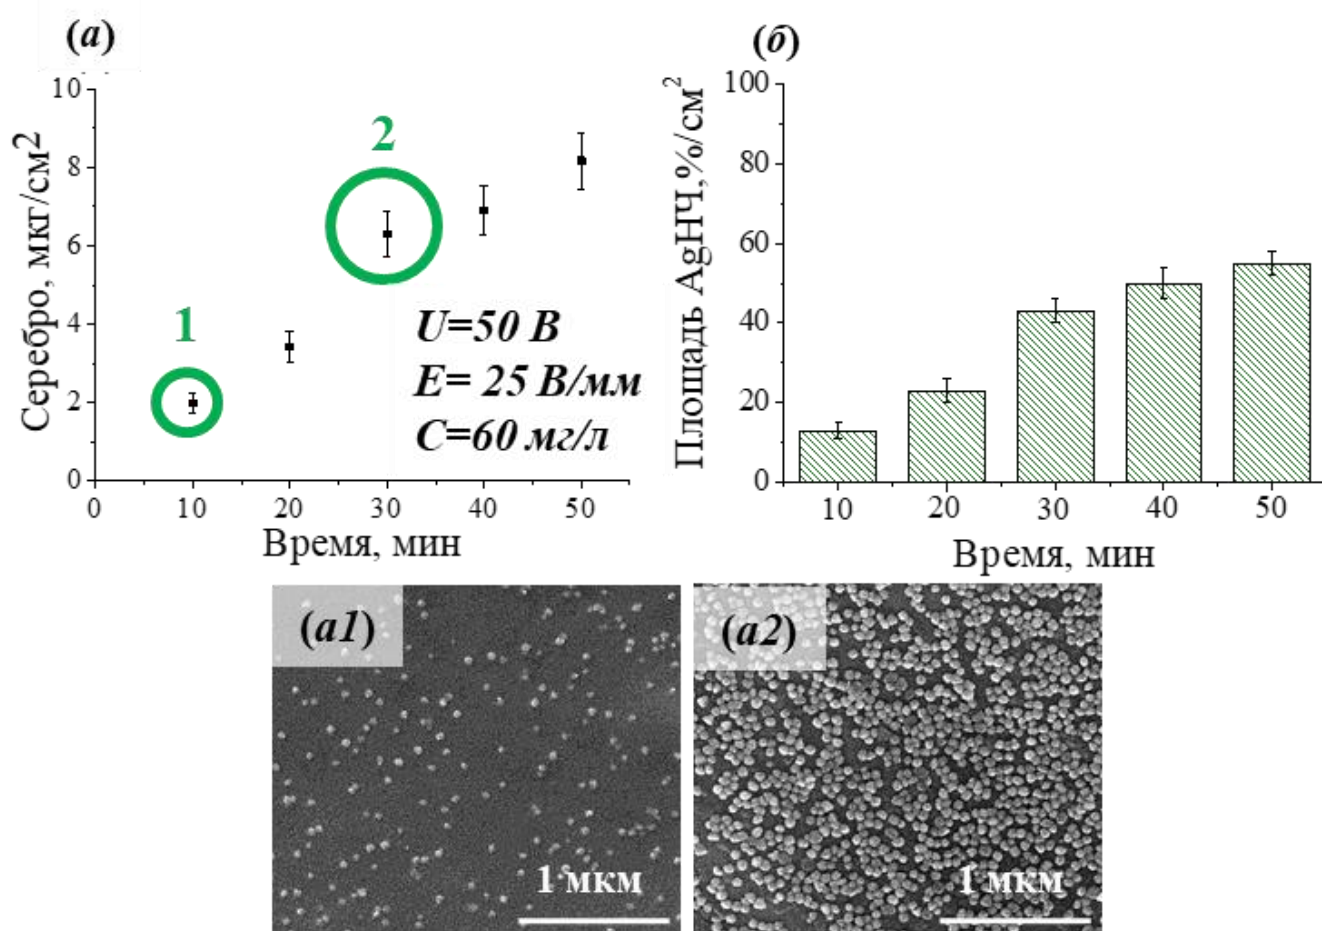 (а)
10
8
6
4
2
0
Серебро, мкг/см2
1
2
U=50 В
E= 25 В/мм
C=60 мг/л
0 10 20 30 40 50
Время, мин
(б)
100
80
60
40
20
0
Площадь AgНЧ,%/см2
10 20 30 40 50
Время, мин
(а1)
1 мкм
(а2)
1 мкм